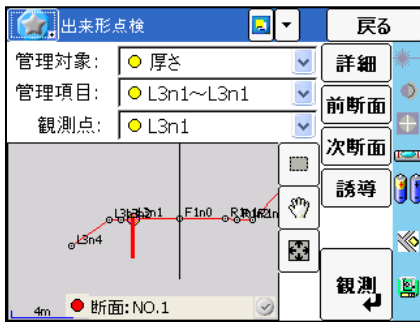 出来形点検
戻る
管理対象:
厚さ
詳細
管理項目:
L3n1～L3n1
前断面
観測点:
L3n1
次断面
誘導
F1n0
L3n4
観測
4m
断面:NO.1